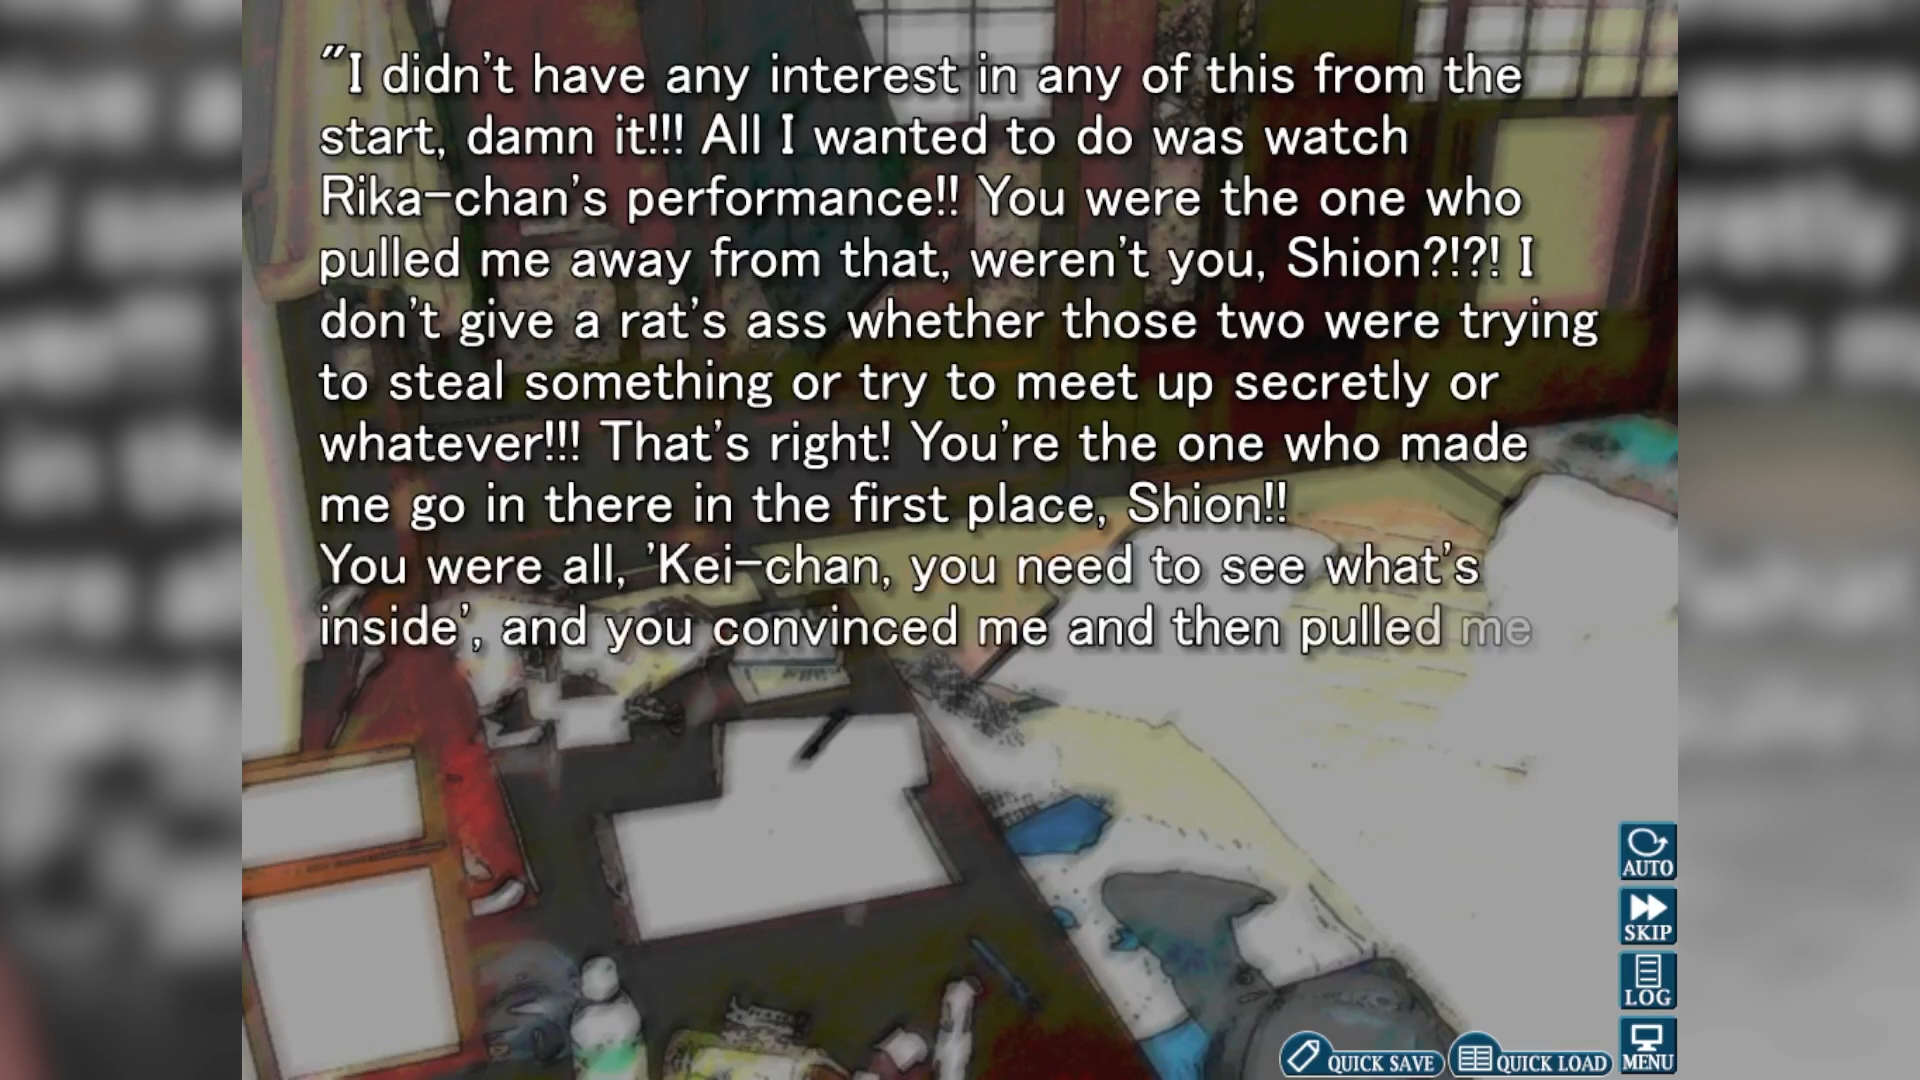 "I didn't have any interest in any of this from the
start, damn it!!! All I wanted to do was watch
Rika-chan's performance!! You were the one who
pulled me away from that, weren't you, Shion?!?! I
don't give a rat's ass whether those two were trying
to steal something or try to meet up secretly or
whatever!!! That's right! You're the one who made
me go in there in the first place, Shion!!
You were all, 'Kei-chan, you need to see what's
inside', and you convinced me and then pulled me
AUTO
SKIP
LOG
MENU
QUICK SAVE
QUICK LOAD